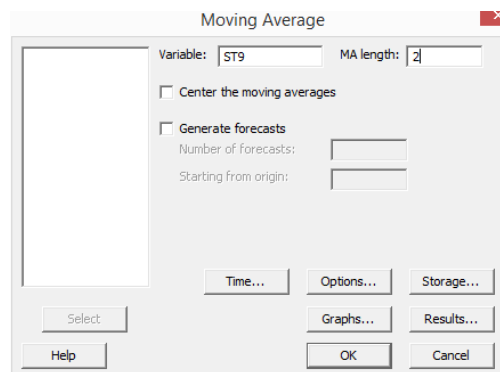 Moving Average
Variable: ST9 MA length: 2
Center the moving averages
Generate forecasts
Number of forecasts:
Starting from origin:
Time... Options... Storage...
Select Graphs... Results...
Help OK Cancel